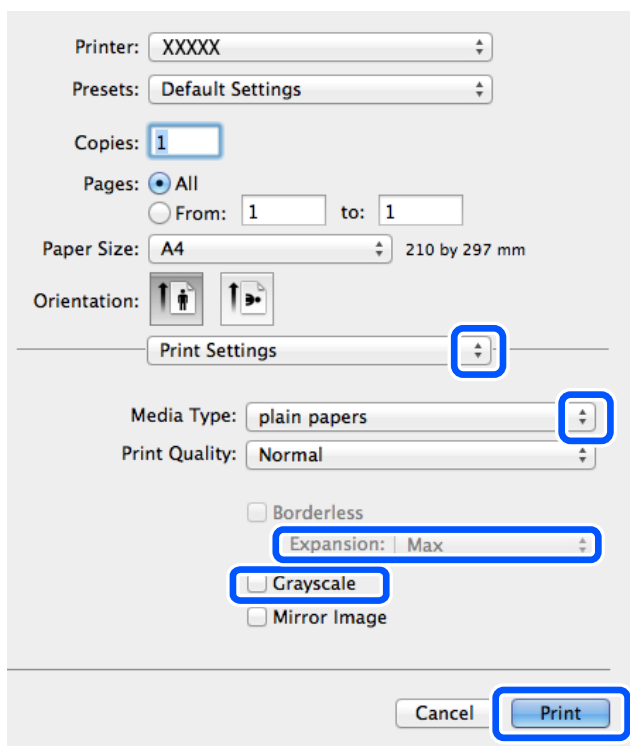 Printer: XXXXX
Presets: Default Settings
Copies: 1
Pages: All
From: 1 to: 1
Paper Size: A4 210 by 297 mm
Orientation:
Print Settings
Media Type: plain papers
Print Quality: Normal
Borderless
Expansion: Max
Grayscale
Mirror Image
Cancel Print